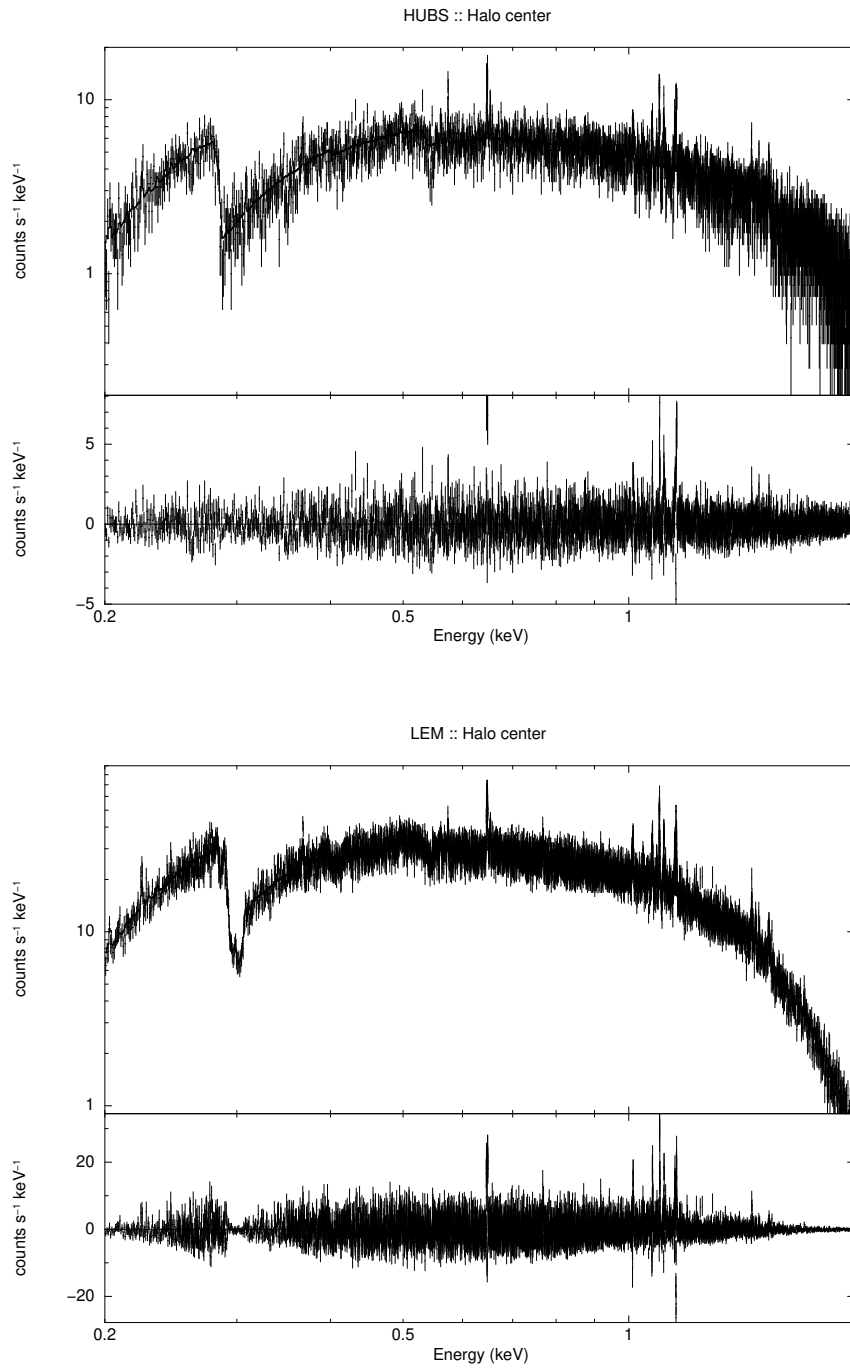 HUBS :: Halo center
10
1
counts s⁻¹ keV⁻¹
5
0
−5
counts s⁻¹ keV⁻¹
0.2
0.5
1
Energy (keV)
LEM :: Halo center
10
1
counts s⁻¹ keV⁻¹
20
0
−20
counts s⁻¹ keV⁻¹
0.2
0.5
1
Energy (keV)